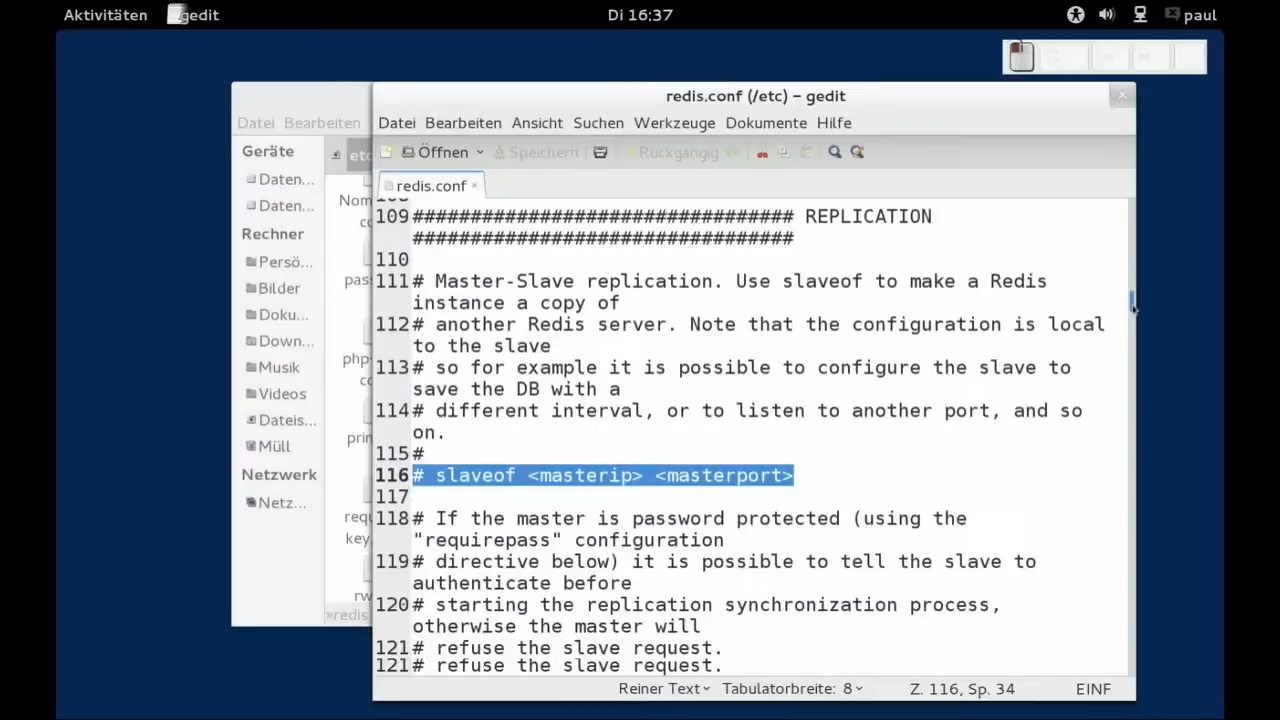 Aktivitäten gedit Di 16:37 paul
redis.conf (/etc) – gedit
Datei Bearbeiten
Datei Bearbeiten Ansicht Suchen Werkzeuge Dokumente Hilfe
Öffnen Speichern Rückgängig
Geräte
Daten...
Daten...
Rechner
Persö...
Bilder
Doku...
Down...
Musik
Videos
Dateis...
Müll
Netzwerk
Netz...
etc
Nom
co
pas
php
co
prin
requ
key
rw
»redis
redis.conf
109 ################################# REPLICATION
#################################
110
111 # Master-Slave replication. Use slaveof to make a Redis
instance a copy of
112 # another Redis server. Note that the configuration is local
to the slave
113 # so for example it is possible to configure the slave to
save the DB with a
114 # different interval, or to listen to another port, and so
on.
115 #
116 # slaveof <masterip> <masterport>
117
118 # If the master is password protected (using the
"requirepass" configuration
119 # directive below) it is possible to tell the slave to
authenticate before
120 # starting the replication synchronization process,
otherwise the master will
121 # refuse the slave request.
121 # refuse the slave request.
Reiner Text Tabulatorbreite: 8 Z. 116, Sp. 34 EINF